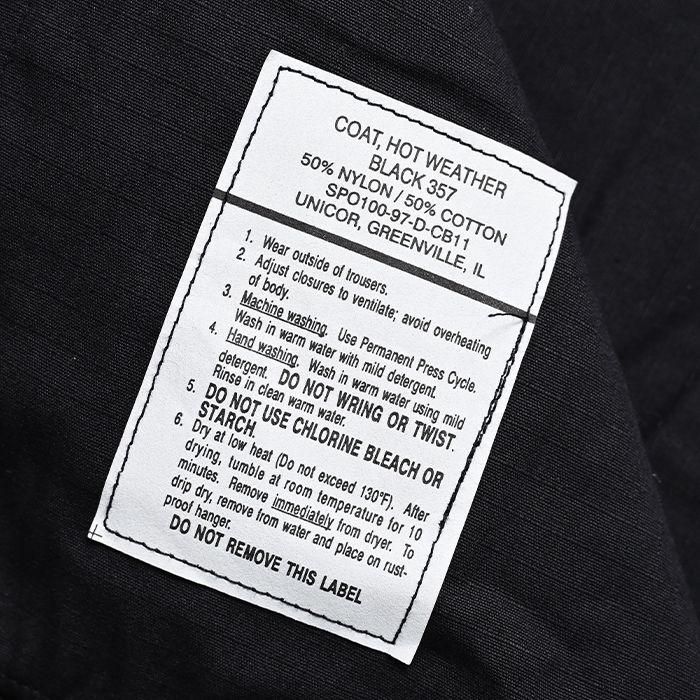 COAT, HOT WEATHER
BLACK 357
50% NYLON / 50% COTTON
SPO100-97-D-CB11
UNICOR, GREENVILLE, IL
1. Wear outside of trousers.
2. Adjust closures to ventilate; avoid overheating
of body.
3. Machine washing. Use Permanent Press Cycle.
Wash in warm water with mild detergent.
4. Hand washing. Wash in warm water using mild
detergent. DO NOT WRING OR TWIST.
Rinse in clean warm water.
5. DO NOT USE CHLORINE BLEACH OR
STARCH.
6. Dry at low heat (Do not exceed 130°F). After
drying, tumble at room temperature for 10
minutes. Remove immediately from dryer. To
drip dry, remove from water and place on rust-
proof hanger.
DO NOT REMOVE THIS LABEL